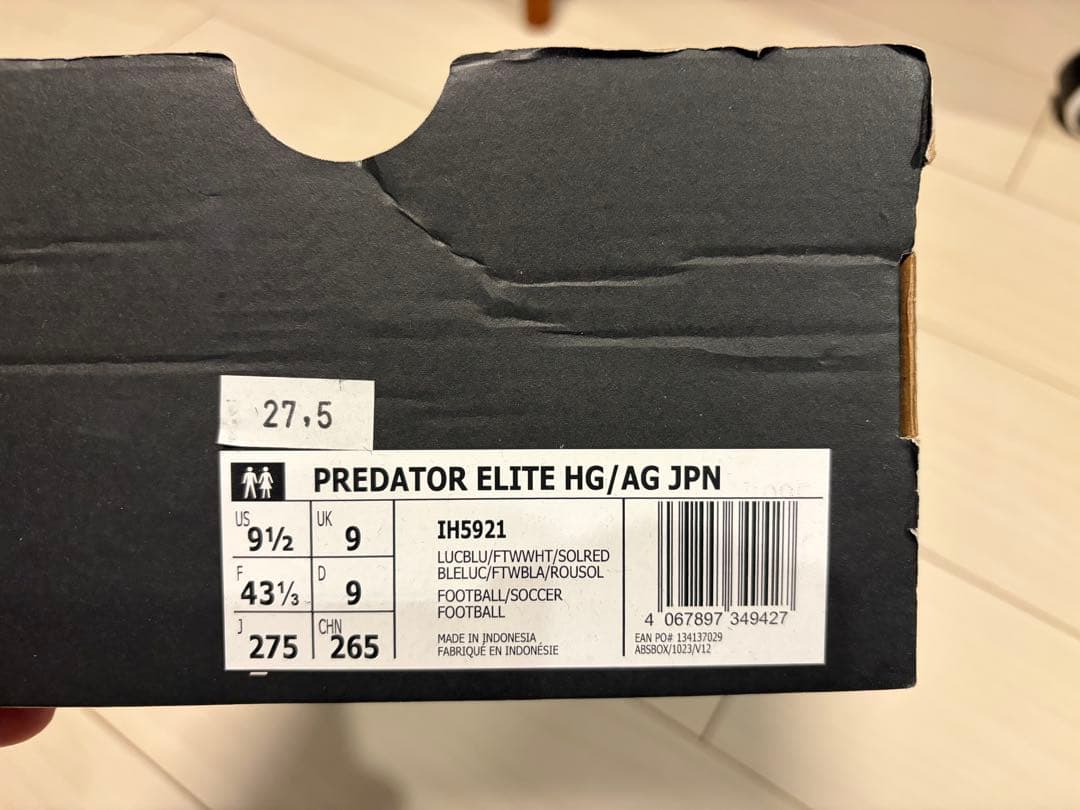 27,5
PREDATOR ELITE HG/AG JPN
US 9½
UK 9
F 43⅓
D 9
J 275
CHN 265
IH5921
LUCBLU/FTWWHT/SOLRED
BLELUC/FTWBLA/ROUSOL
FOOTBALL/SOCCER
FOOTBALL
MADE IN INDONESIA
FABRIQUÉ EN INDONÉSIE
4 067897 349427
EAN PO# 134137029
ABSBOX/1023/V12